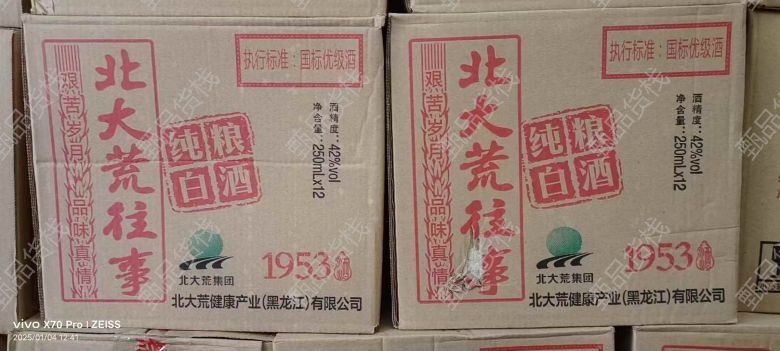 执行标准：国标优级酒
北大荒往事
艰苦岁月
品味真情
纯粮
白酒
酒精度：42%vol
净含量：250mLx12
北大荒集团
1953
北大荒健康产业(黑龙江)有限公司
执行标准：国标优级酒
北大荒往事
艰苦岁月
品味真情
纯粮
白酒
酒精度：42%vol
净含量：250mLx12
北大荒集团
1953
北大荒健康产业(黑龙江)有限公司
vivo X70 Pro | ZEISS
2025/01/04 12:41
甄品货栈